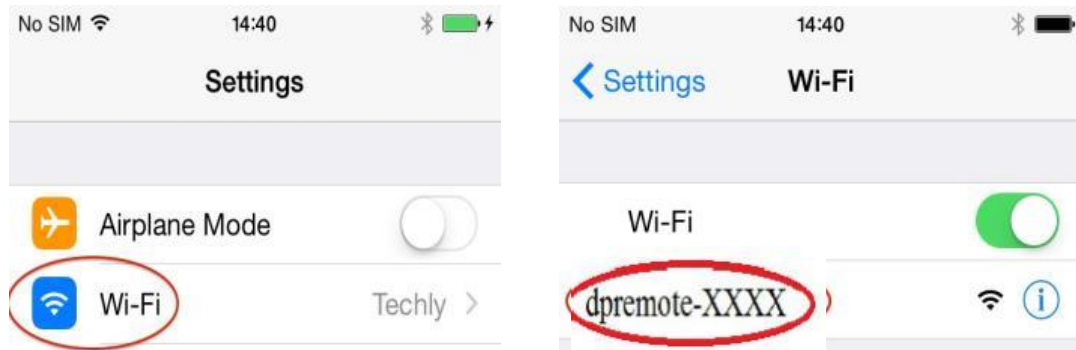 No SIM 14:40
Settings
Airplane Mode
Wi-Fi Techly
No SIM 14:40
Settings Wi-Fi
Wi-Fi
dpremote-XXXX